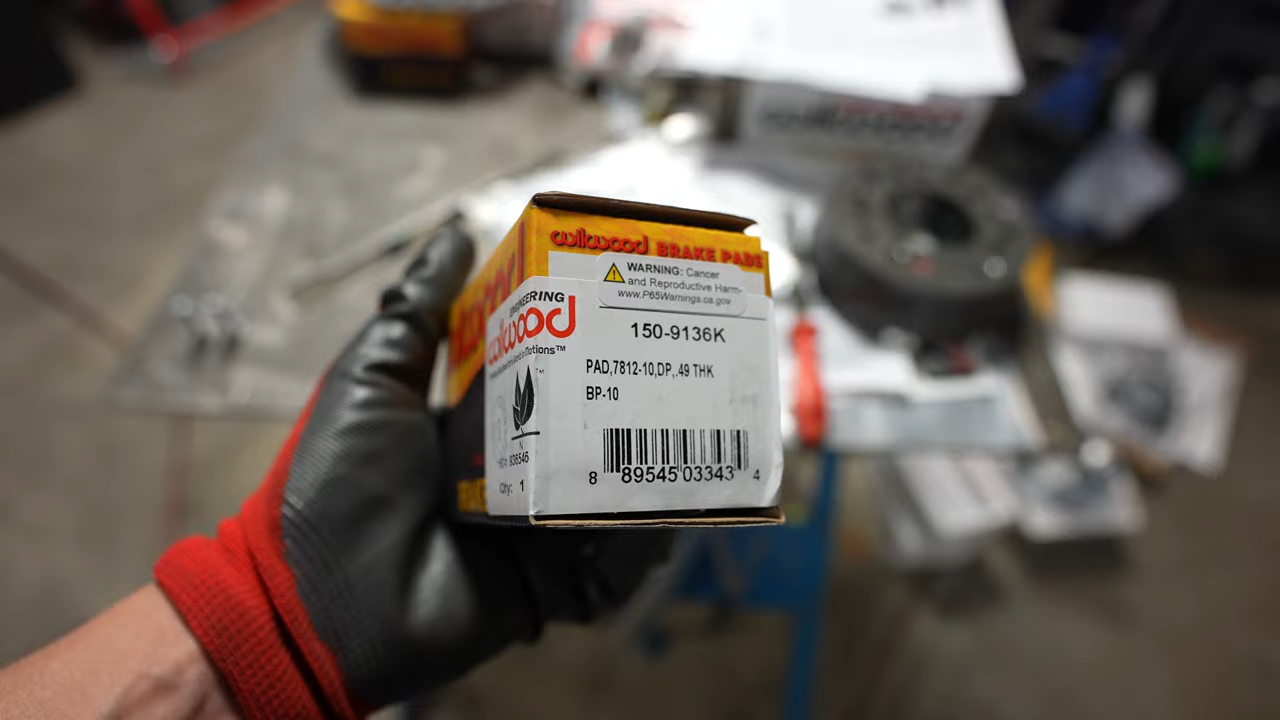 wilwood BRAKE PADS
WARNING: Cancer
and Reproductive Harm-
www.P65Warnings.ca.gov
ENGINEERING
wilwood
150-9136K
PAD,7812-10,DP,.49 THK
BP-10
936546
Qty: 1
8 89545 03343 4